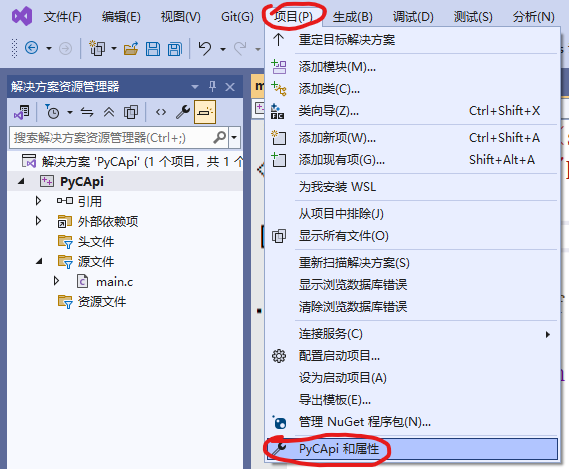 文件(F) 编辑(E) 视图(V) Git(G) 项目(P) 生成(B) 调试(D) 测试(S) 分析(N)
解决方案资源管理器
搜索解决方案资源管理器(Ctrl+;)
解决方案 'PyCApi' (1 个项目，共 1 个
PyCApi
引用
外部依赖项
头文件
源文件
main.c
资源文件
重定目标解决方案
添加模块(M)...
添加类(C)...
类向导(Z)... Ctrl+Shift+X
添加新项(W)... Ctrl+Shift+A
添加现有项(G)... Shift+Alt+A
为我安装 WSL
从项目中排除(J)
显示所有文件(O)
重新扫描解决方案(S)
显示浏览数据库错误
清除浏览数据库错误
连接服务(C)
配置启动项目...
设为启动项目(A)
导出模板(E)...
管理 NuGet 程序包(N)...
PyCApi 和属性